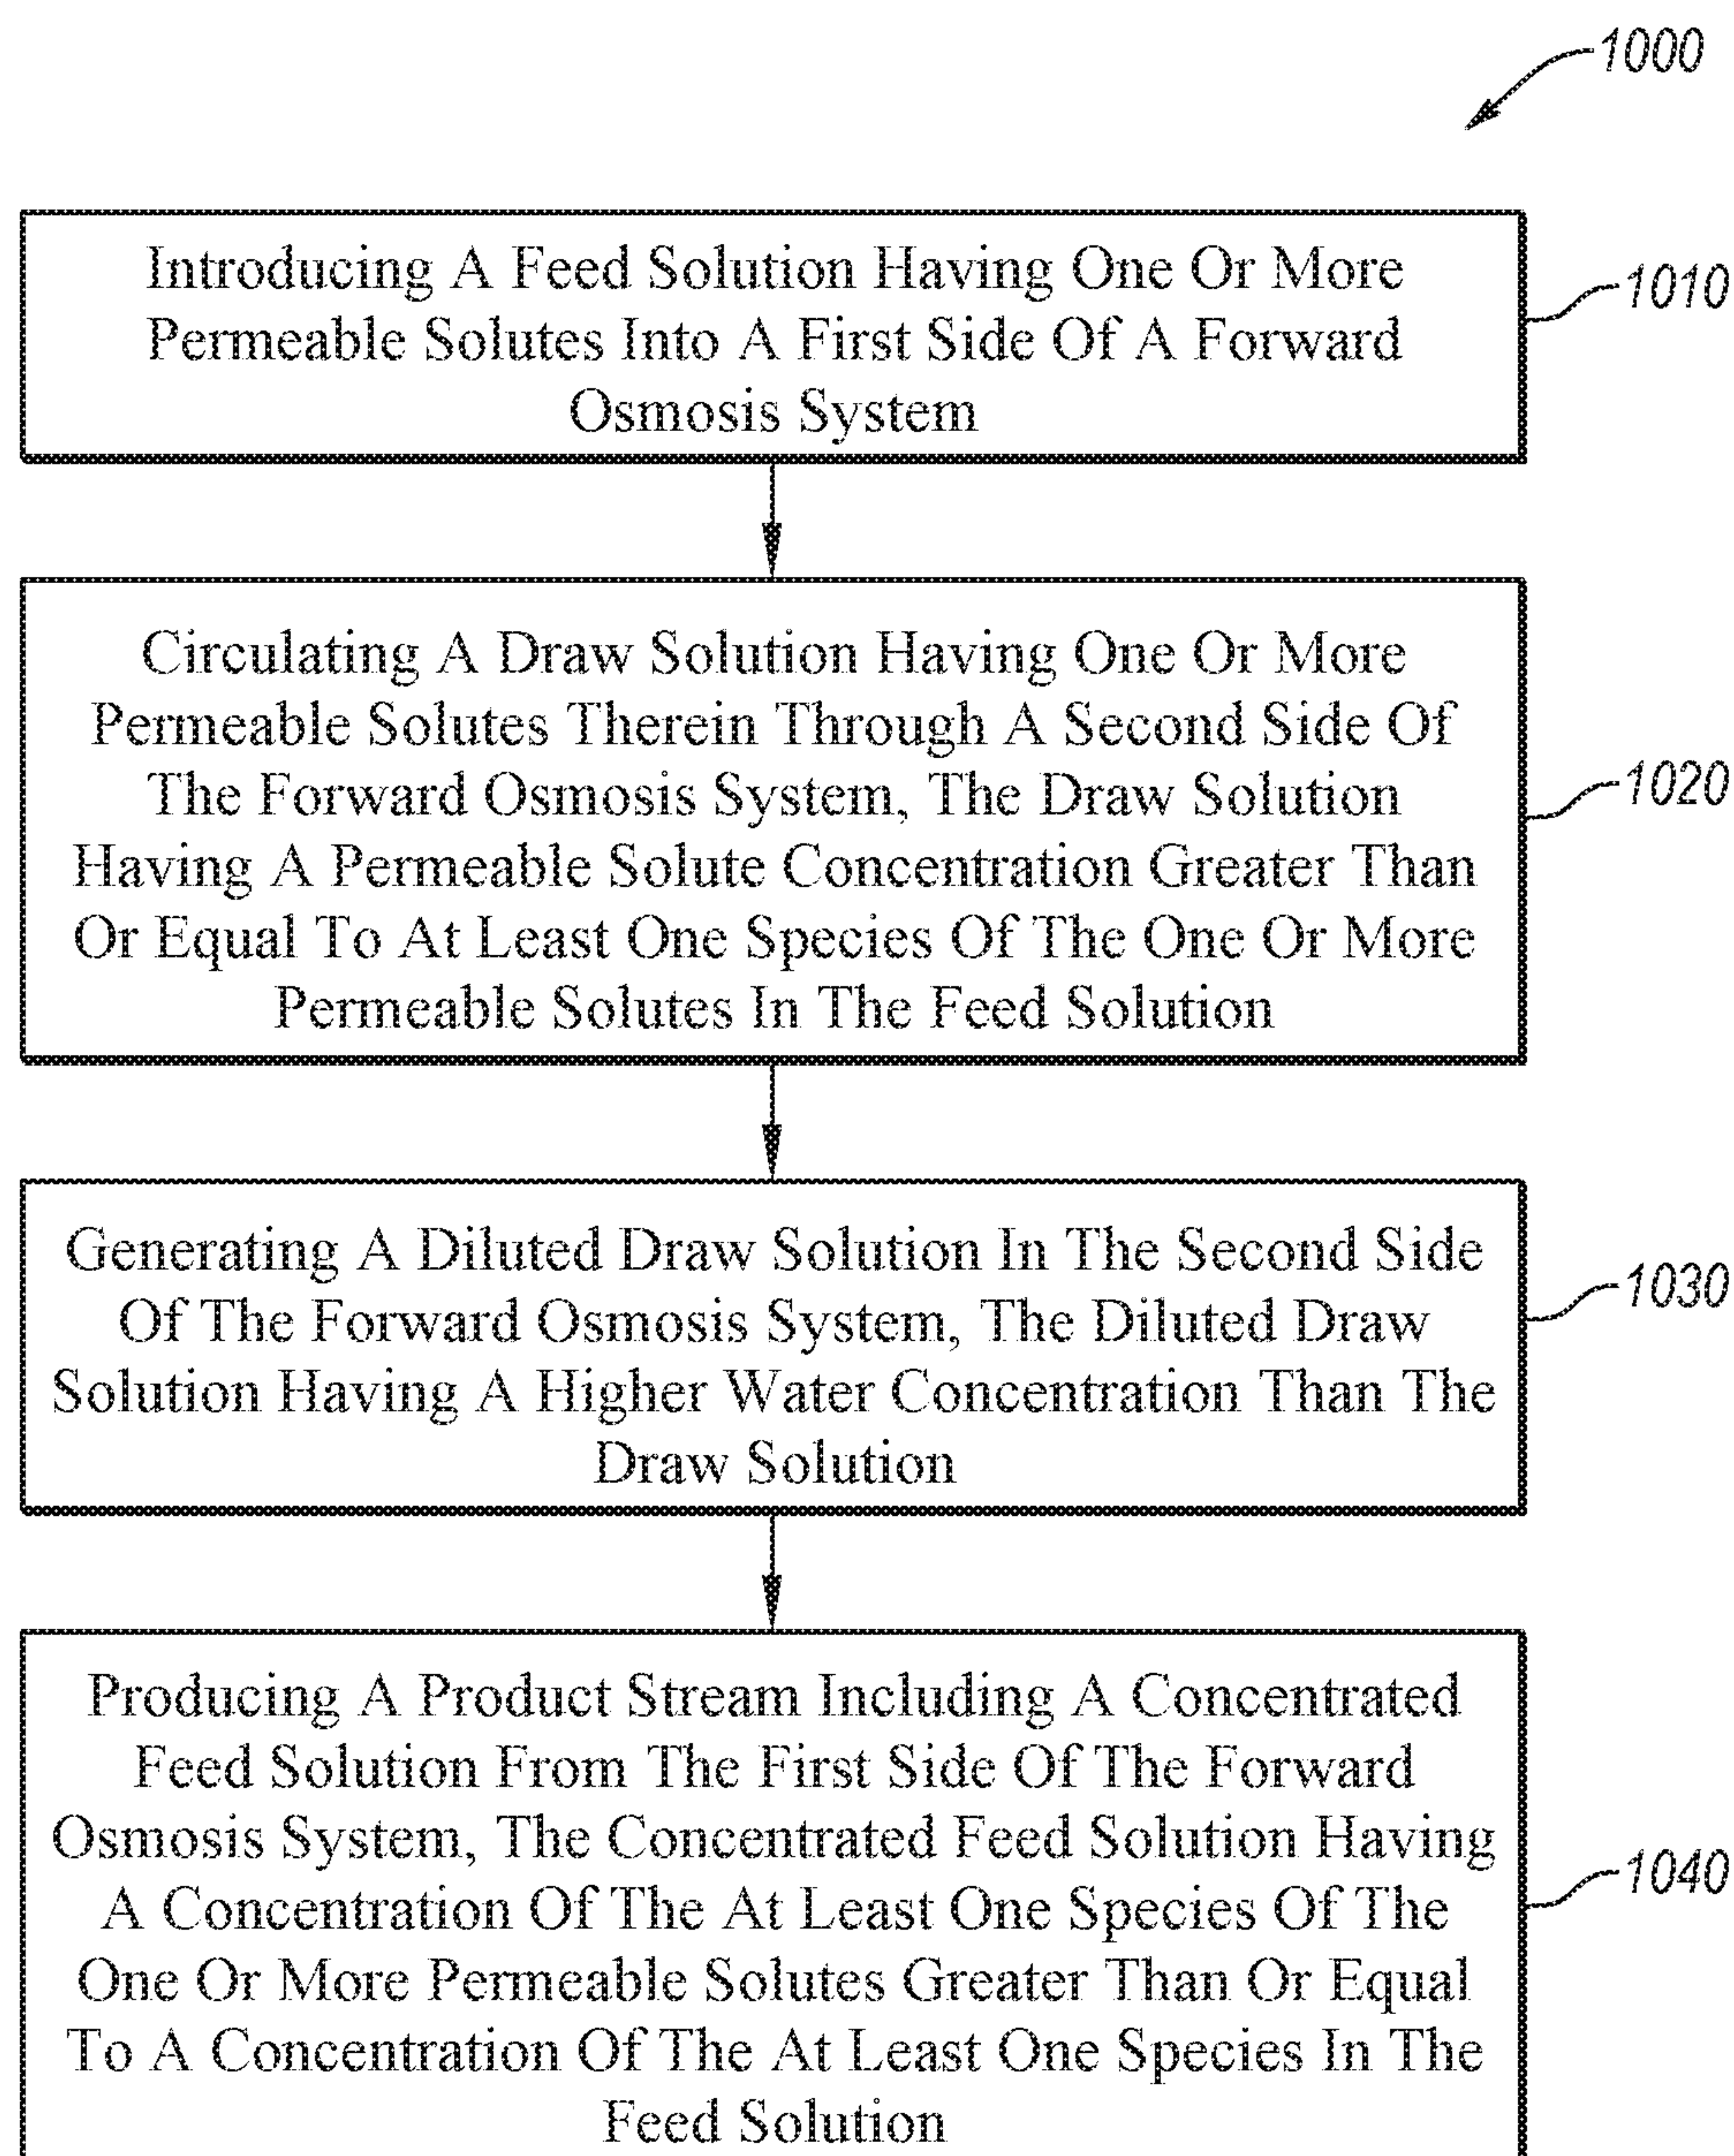 1000
Introducing A Feed Solution Having One Or More
Permeable Solutes Into A First Side Of A Forward
Osmosis System
1010
Circulating A Draw Solution Having One Or More
Permeable Solutes Therein Through A Second Side Of
The Forward Osmosis System, The Draw Solution
Having A Permeable Solute Concentration Greater Than
Or Equal To At Least One Species Of The One Or More
Permeable Solutes In The Feed Solution
1020
Generating A Diluted Draw Solution In The Second Side
Of The Forward Osmosis System, The Diluted Draw
Solution Having A Higher Water Concentration Than The
Draw Solution
1030
Producing A Product Stream Including A Concentrated
Feed Solution From The First Side Of The Forward
Osmosis System, The Concentrated Feed Solution Having
A Concentration Of The At Least One Species Of The
One Or More Permeable Solutes Greater Than Or Equal
To A Concentration Of The At Least One Species In The
Feed Solution
1040